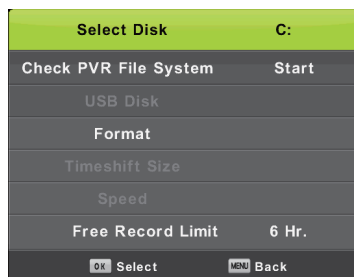 Select Disk C:
Check PVR File System Start
USB Disk
Format
Timeshift Size
Speed
Free Record Limit 6 Hr.
OK Select MENU Back